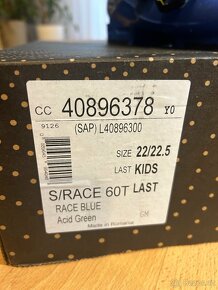 CC 40896378 Y0
9126
(SAP) L40896300
SIZE 22/22.5
LAST KIDS
S/RACE 60T LAST
RACE BLUE
Acid Green
GM
Made in Romania